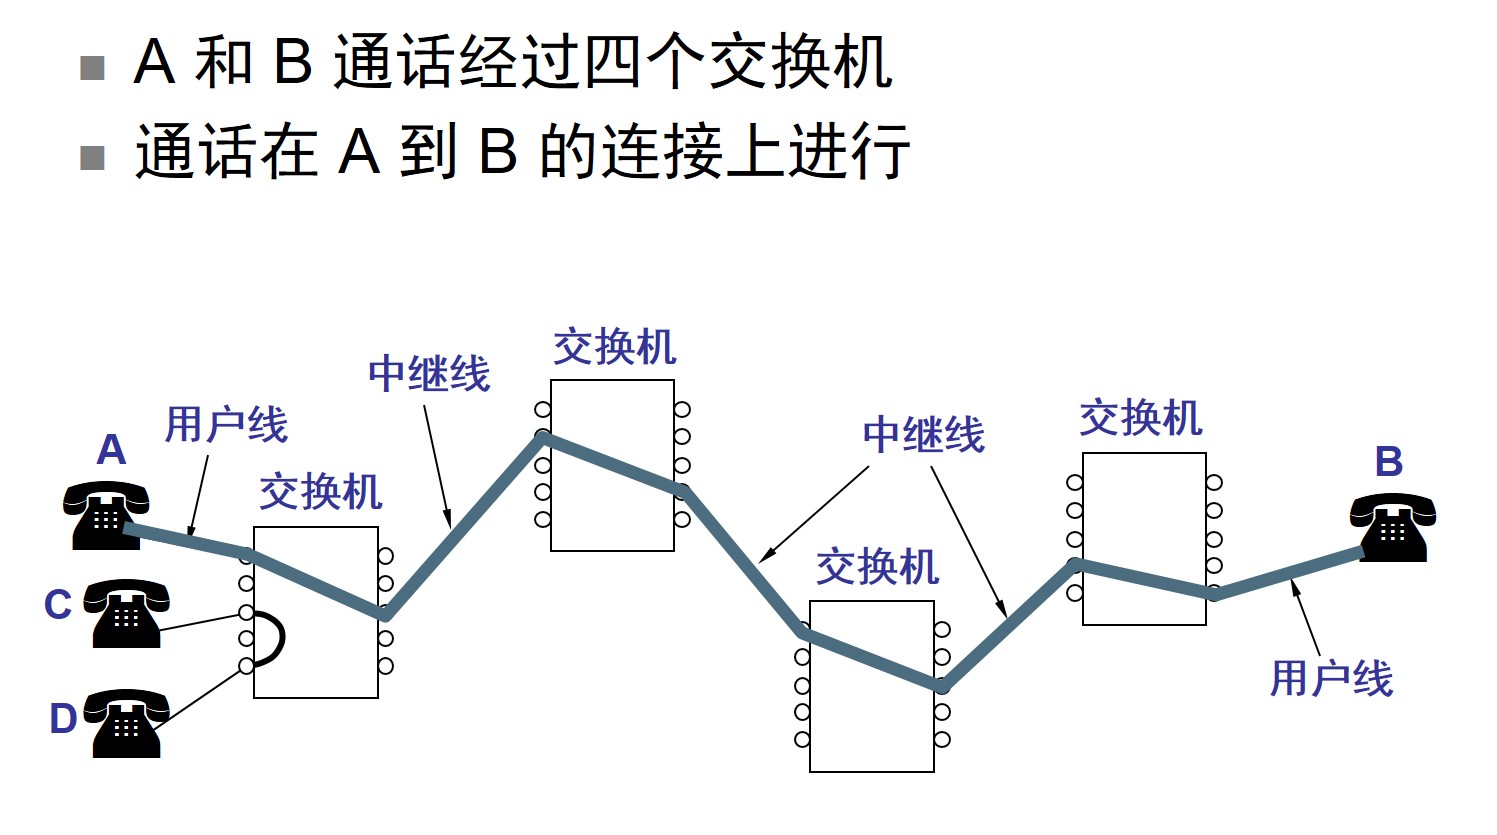 A 和 B 通话经过四个交换机
通话在 A 到 B 的连接上进行
交换机
中继线
用户线
A
交换机
中继线
交换机
B
交换机
C
D
用户线